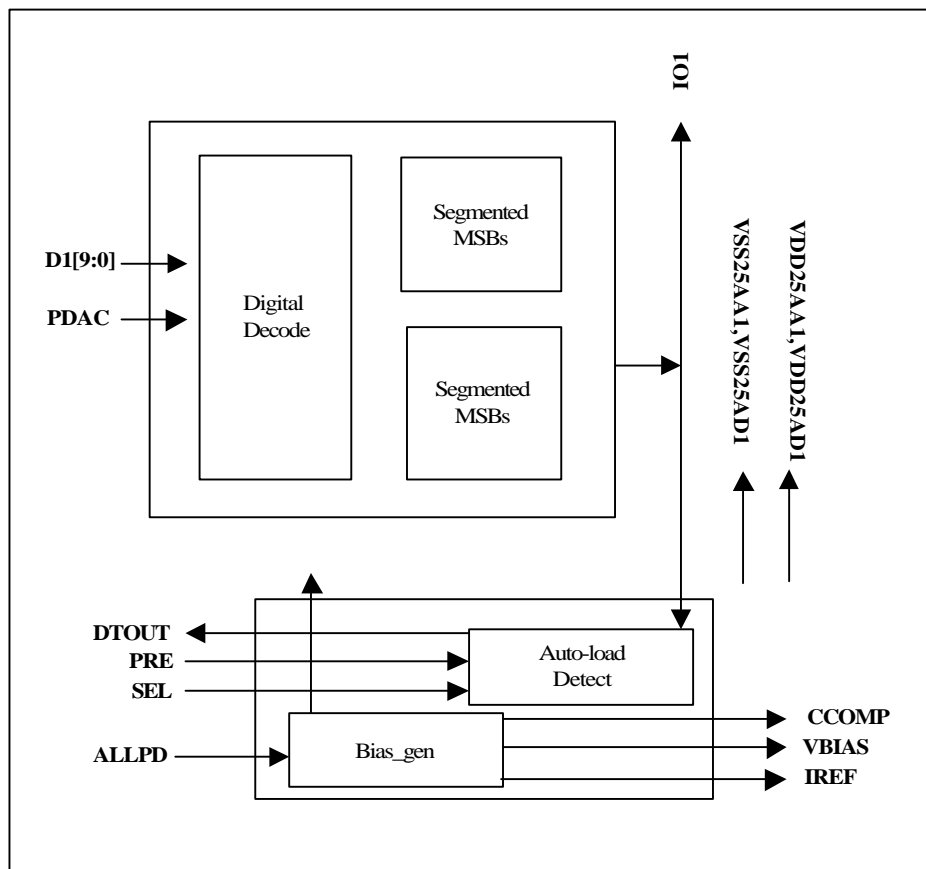 IO1
Segmented
MSBs
D1[9:0]
PDAC
Digital
Decode
Segmented
MSBs
VSS25AA1,VSS25AD1
VDD25AA1,VDD25AD1
DTOUT
PRE
SEL
Auto-load
Detect
ALLPD
Bias_gen
CCOMP
VBIAS
IREF